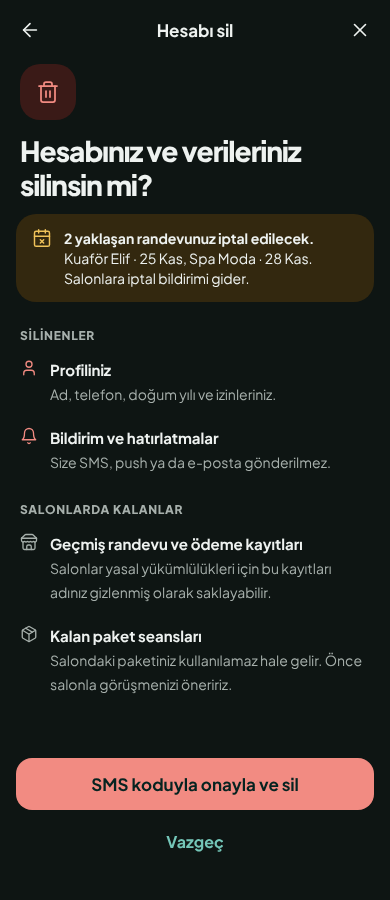 Hesabı sil
Hesabınız ve verileriniz
silinsin mi?
2 yaklaşan randevunuz iptal edilecek.
Kuaför Elif · 25 Kas, Spa Moda · 28 Kas.
Salonlara iptal bildirimi gider.
SİLİNENLER
Profiliniz
Ad, telefon, doğum yılı ve izinleriniz.
Bildirim ve hatırlatmalar
Size SMS, push ya da e-posta gönderilmez.
SALONLARDA KALANLAR
Geçmiş randevu ve ödeme kayıtları
Salonlar yasal yükümlülükleri için bu kayıtları
adınız gizlenmiş olarak saklayabilir.
Kalan paket seansları
Salondaki paketiniz kullanılamaz hale gelir. Önce
salonla görüşmenizi öneririz.
SMS koduyla onayla ve sil
Vazgeç